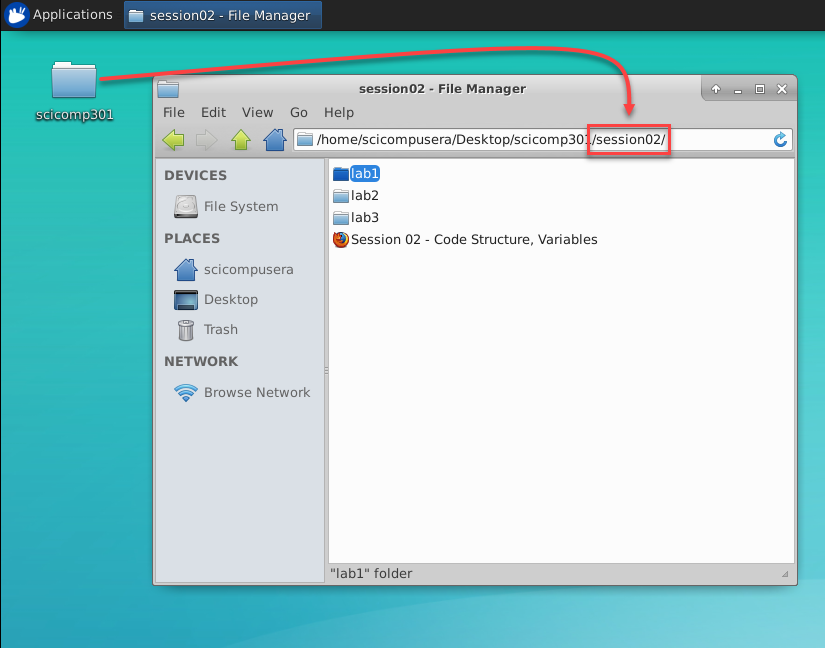 Applications
session02 - File Manager
scicomp301
session02 - File Manager
File Edit View Go Help
/home/scicompusera/Desktop/scicomp301/session02/
DEVICES
File System
PLACES
scicompusera
Desktop
Trash
NETWORK
Browse Network
lab1
lab2
lab3
Session 02 - Code Structure, Variables
"lab1" folder